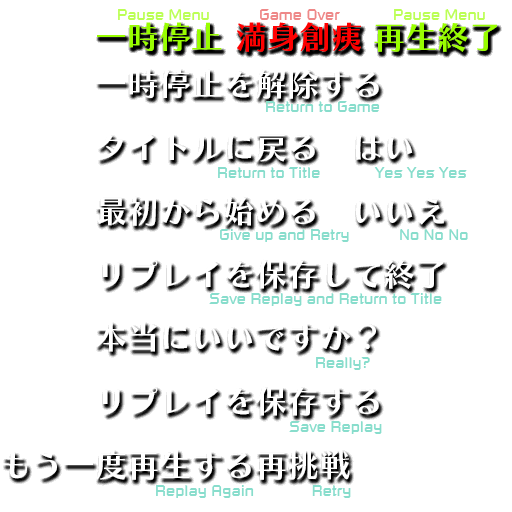 Pause Menu Game Over Pause Menu
一時停止 満身創痍 再生終了
一時停止を解除する
Return to Game
タイトルに戻る はい
Return to Title Yes Yes Yes
最初から始める いいえ
Give up and Retry No No No
リプレイを保存して終了
Save Replay and Return to Title
本当にいいですか？
Really?
リプレイを保存する
Save Replay
もう一度再生する再挑戦
Replay Again Retry